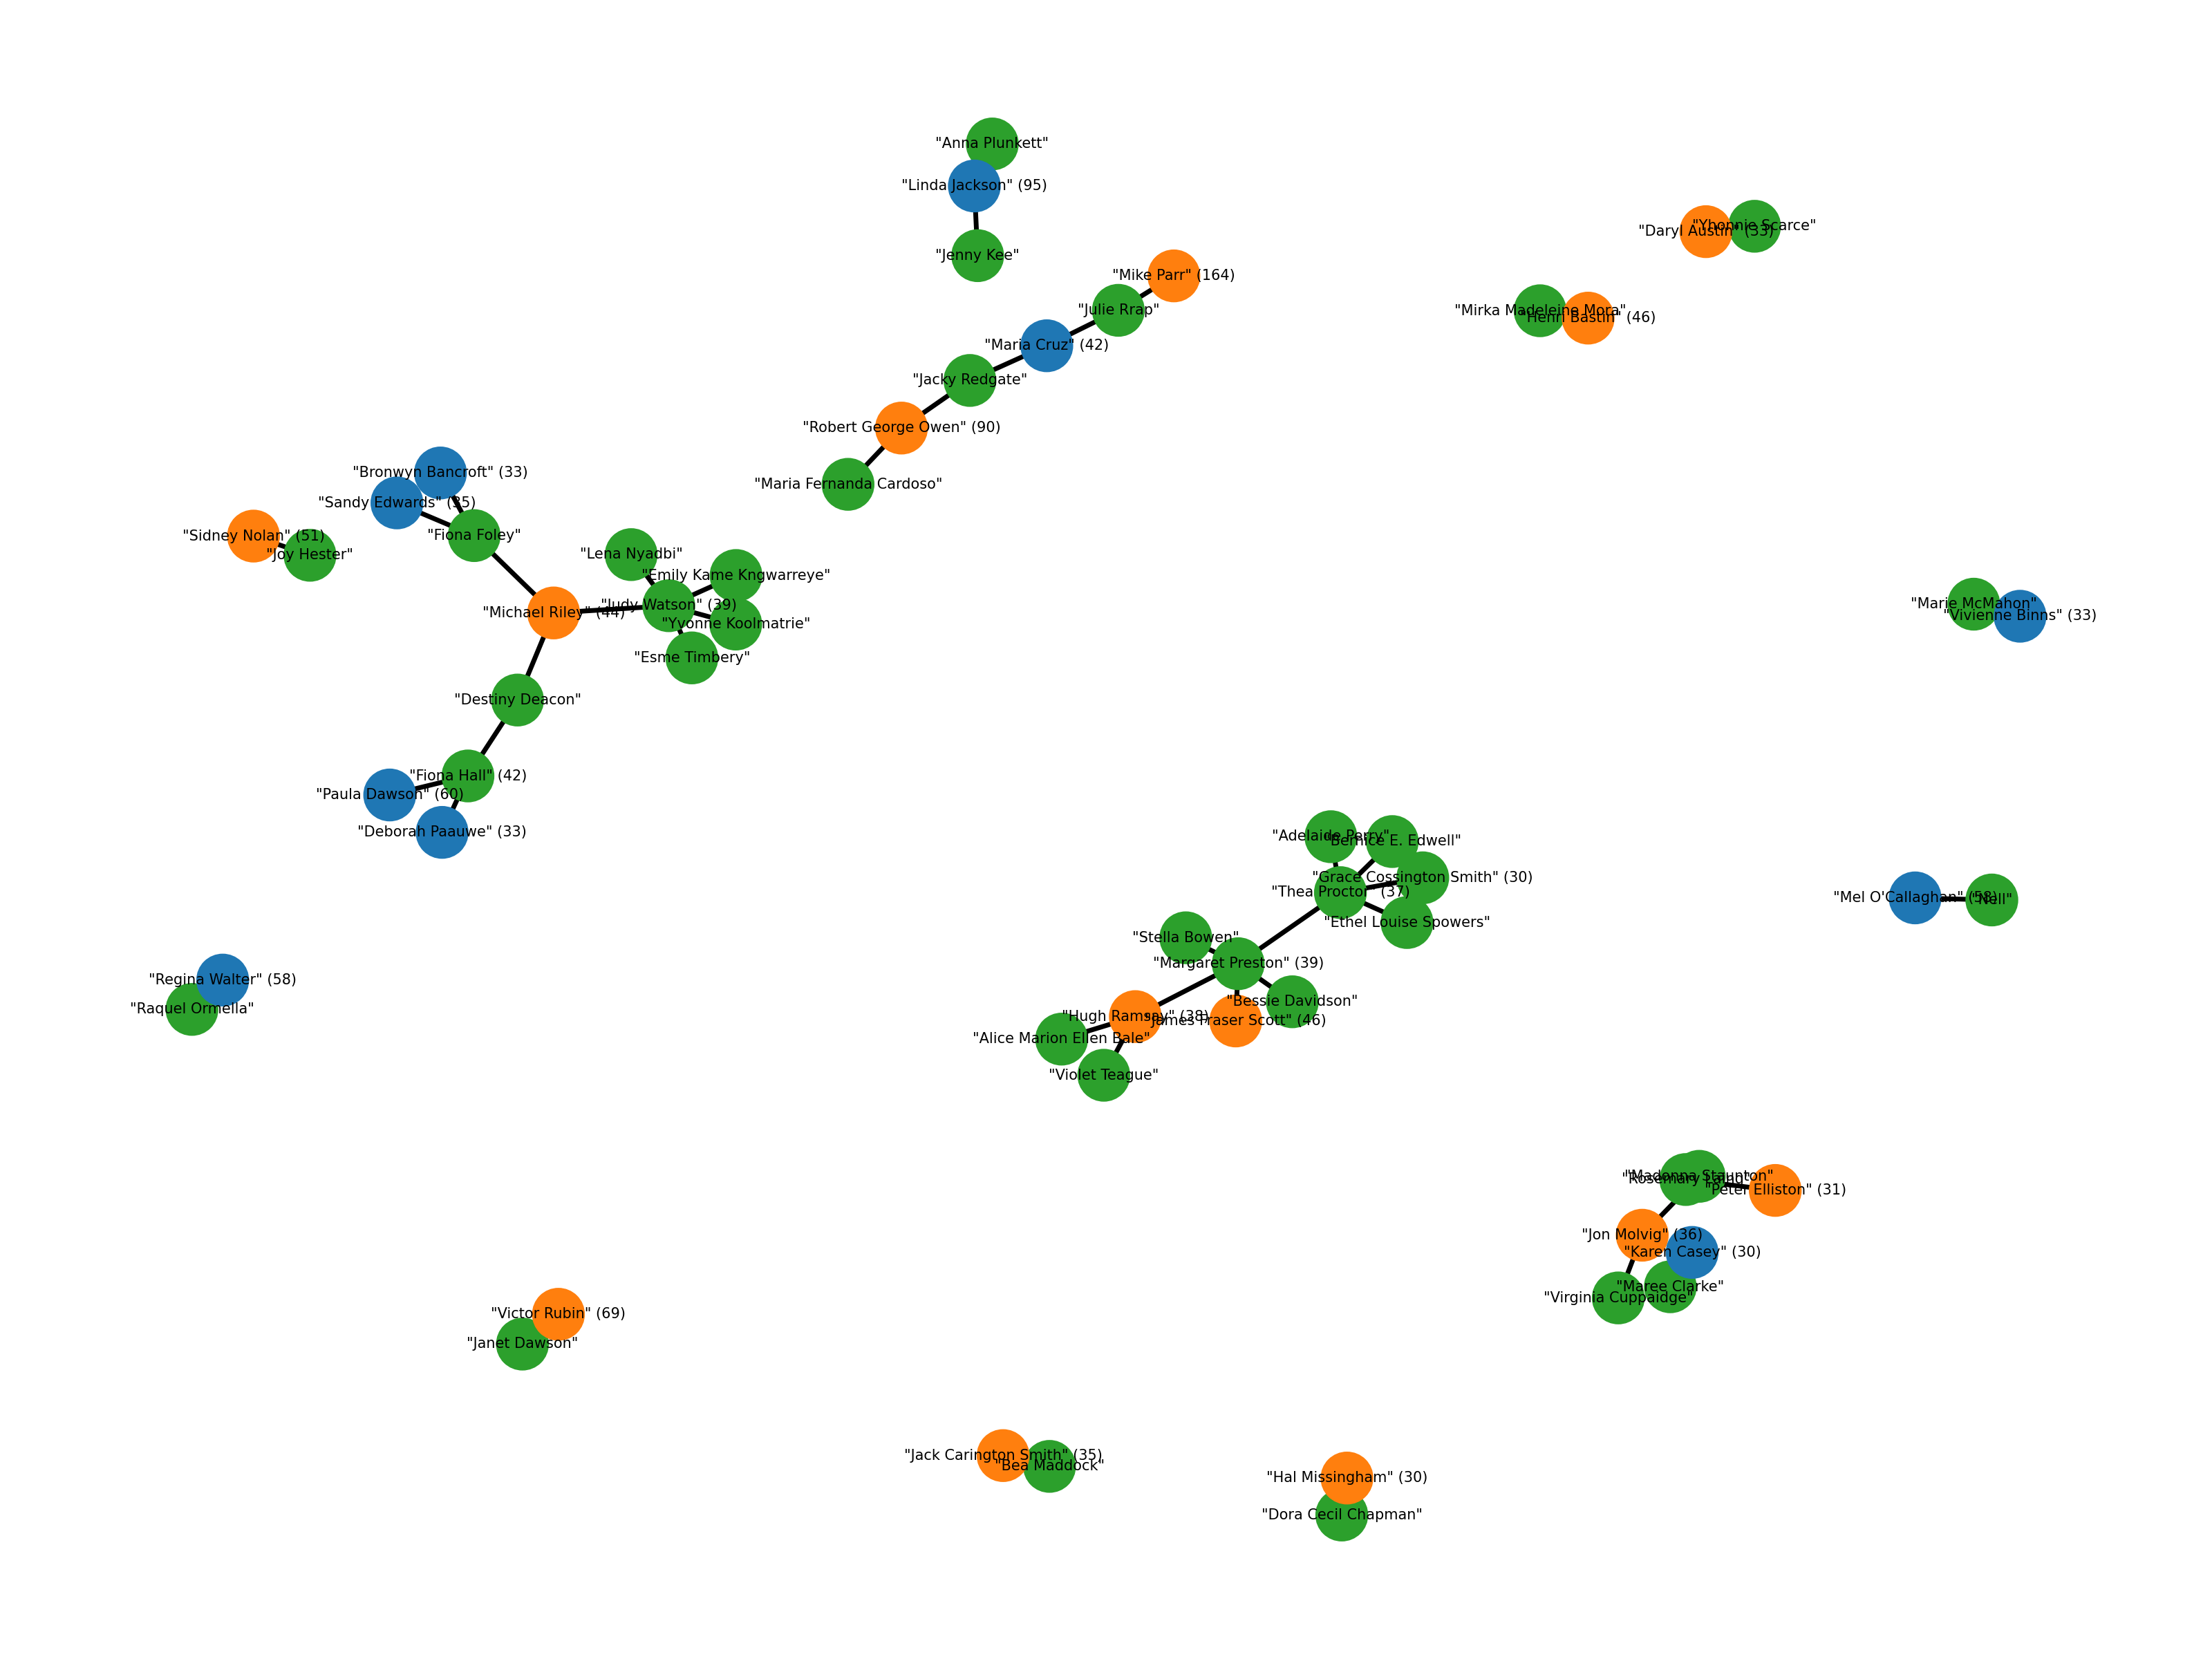 "Anna Plunkett"
"Linda Jackson" (95)
"Jenny Kee"
"Yhonnie Scarce"
"Daryl Austin" (33)
"Mike Parr" (164)
"Julie Rrap"
"Mirka Madeleine Mora"
"Henri Bastin" (46)
"Maria Cruz" (42)
"Jacky Redgate"
"Robert George Owen" (90)
"Maria Fernanda Cardoso"
"Bronwyn Bancroft" (33)
"Sandy Edwards" (35)
"Fiona Foley"
"Sidney Nolan" (51)
"Joy Hester"
"Lena Nyadbi"
"Emily Kame Kngwarreye"
"Judy Watson" (39)
"Michael Riley" (44)
"Yvonne Koolmatrie"
"Esme Timbery"
"Marie McMahon"
"Vivienne Binns" (33)
"Destiny Deacon"
"Fiona Hall" (42)
"Paula Dawson" (60)
"Deborah Paauwe" (33)
"Adelaide Perry"
"Bernice E. Edwell"
"Grace Cossington Smith" (30)
"Thea Proctor" (37)
"Ethel Louise Spowers"
"Mel O'Callaghan" (58)
"Nell"
"Stella Bowen"
"Margaret Preston" (39)
"Regina Walter" (58)
"Raquel Ormella"
"Bessie Davidson"
"Hugh Ramsay" (38)
"James Fraser Scott" (46)
"Alice Marion Ellen Bale"
"Violet Teague"
"Madonna Staunton"
"Rosemary Laing"
"Peter Elliston" (31)
"Jon Molvig" (36)
"Karen Casey" (30)
"Maree Clarke"
"Virginia Cuppaidge"
"Victor Rubin" (69)
"Janet Dawson"
"Jack Carington Smith" (35)
"Bea Maddock"
"Hal Missingham" (30)
"Dora Cecil Chapman"